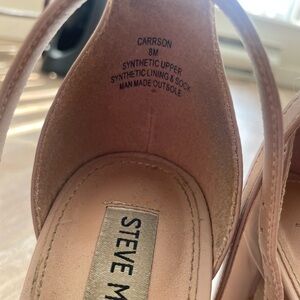 CARRSON
8M
SYNTHETIC UPPER
SYNTHETIC LINING & SOCK
MAN MADE OUTSOLE
STEVE M